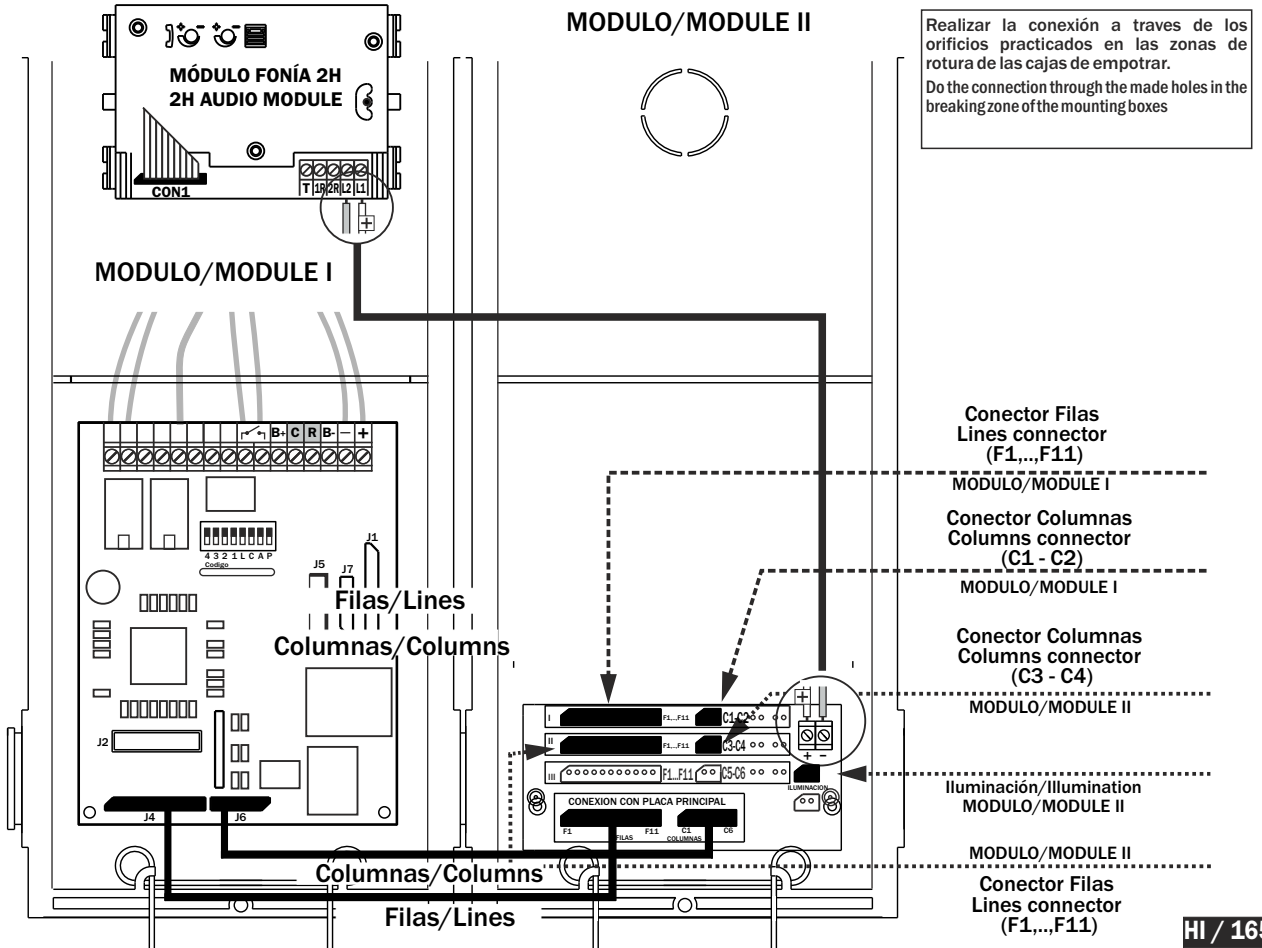 MODULO/MODULE II
Realizar la conexión a traves de los
orificios practicados en las zonas de
rotura de las cajas de empotrar.
Do the connection through the made holes in the
breaking zone of the mounting boxes
MÓDULO FONÍA 2H
2H AUDIO MODULE
CON1
T 1R 2R L2 L1
+
MODULO/MODULE I
B+ C R B- — +
4 3 2 1 L C A P
Codigo
J1
J5
J7
Filas/Lines
Columnas/Columns
J2
J4
J6
Conector Filas
Lines connector
(F1,..,F11)
MODULO/MODULE I
Conector Columnas
Columns connector
(C1 - C2)
MODULO/MODULE I
Conector Columnas
Columns connector
(C3 - C4)
MODULO/MODULE II
+
I F1,..,F11 C1-C2
II F1,..,F11 C3-C4
III F1...F11 C5-C6
+ −
ILUMINACION
CONEXION CON PLACA PRINCIPAL
F1 FILAS F11 C1 COLUMNAS C6
Iluminación/Illumination
MODULO/MODULE II
MODULO/MODULE II
Conector Filas
Lines connector
(F1,..,F11)
Columnas/Columns
Filas/Lines
HI / 165